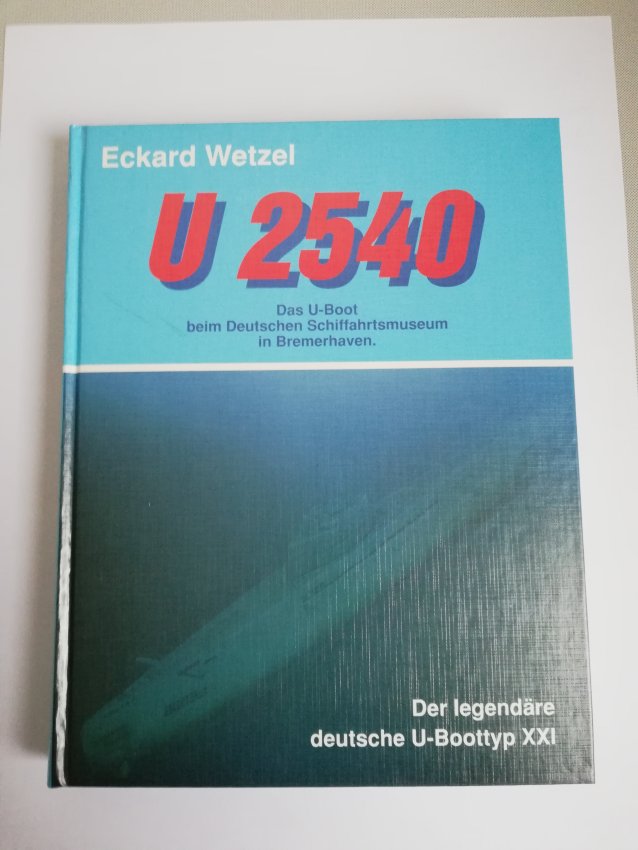 Eckard Wetzel
U 2540
Das U-Boot
beim Deutschen Schiffahrtsmuseum
in Bremerhaven.
Der legendäre
deutsche U-Boottyp XXI